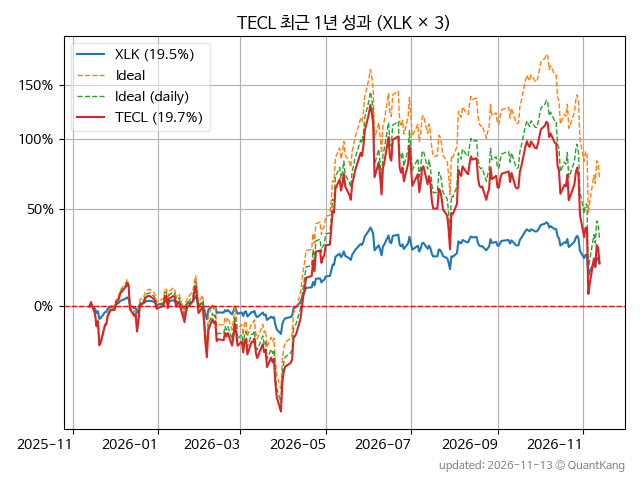 TECL 최근 1년 성과 (XLK × 3)
XLK (19.5%)
Ideal
Ideal (daily)
TECL (19.7%)
150%
100%
50%
0%
2025-11
2026-01
2026-03
2026-05
2026-07
2026-09
2026-11
updated: 2026-11-13 © QuantKang